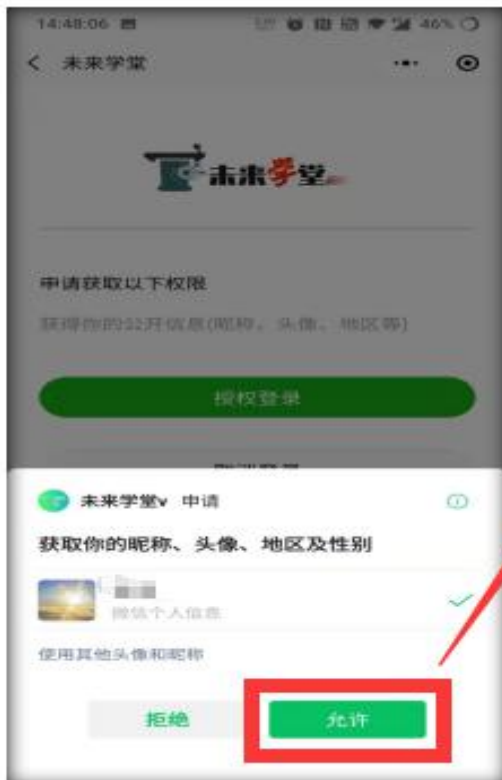 14:48:06 46%
未来学堂
未来学堂
申请获取以下权限
获得你的公开信息(昵称、头像、地区等)
授权登录
未来学堂v 申请
获取你的昵称、头像、地区及性别
微信个人信息
使用其他头像和昵称
拒绝 允许